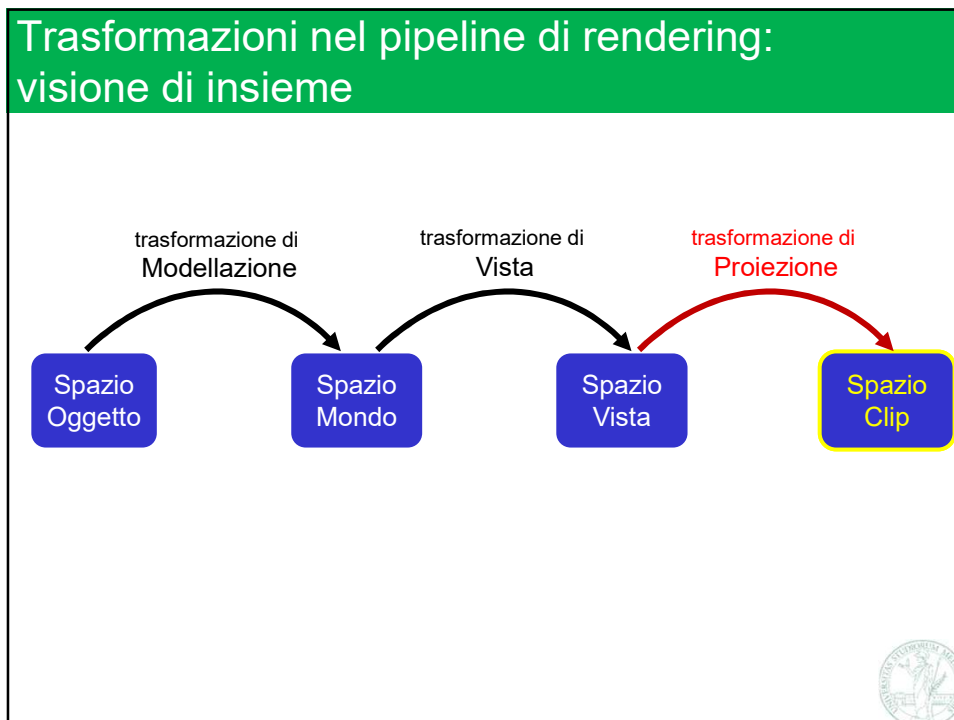 Trasformazioni nel pipeline di rendering:
visione di insieme
trasformazione di
Modellazione
trasformazione di
Vista
trasformazione di
Proiezione
Spazio
Oggetto
Spazio
Mondo
Spazio
Vista
Spazio
Clip